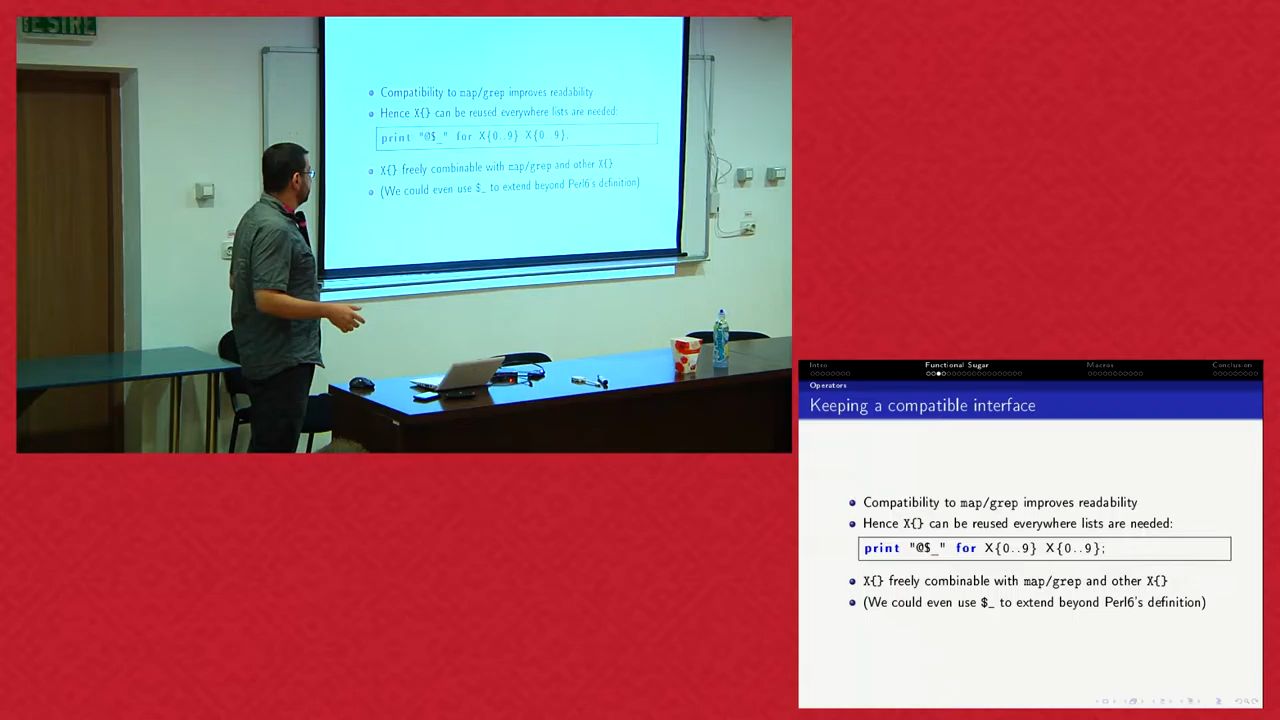 Compatibility to map/grep improves readability
Hence X{} can be reused everywhere lists are needed:
print "@$_" for X{0..9} X{0..9};
X{} freely combinable with map/grep and other X{}
(We could even use $_ to extend beyond Perl6's definition)
Intro Functional Sugar Macros Conclusion
Operators
Keeping a compatible interface
Compatibility to map/grep improves readability
Hence X{} can be reused everywhere lists are needed:
print "@$_" for X{0..9} X{0..9};
X{} freely combinable with map/grep and other X{}
(We could even use $_ to extend beyond Perl6's definition)